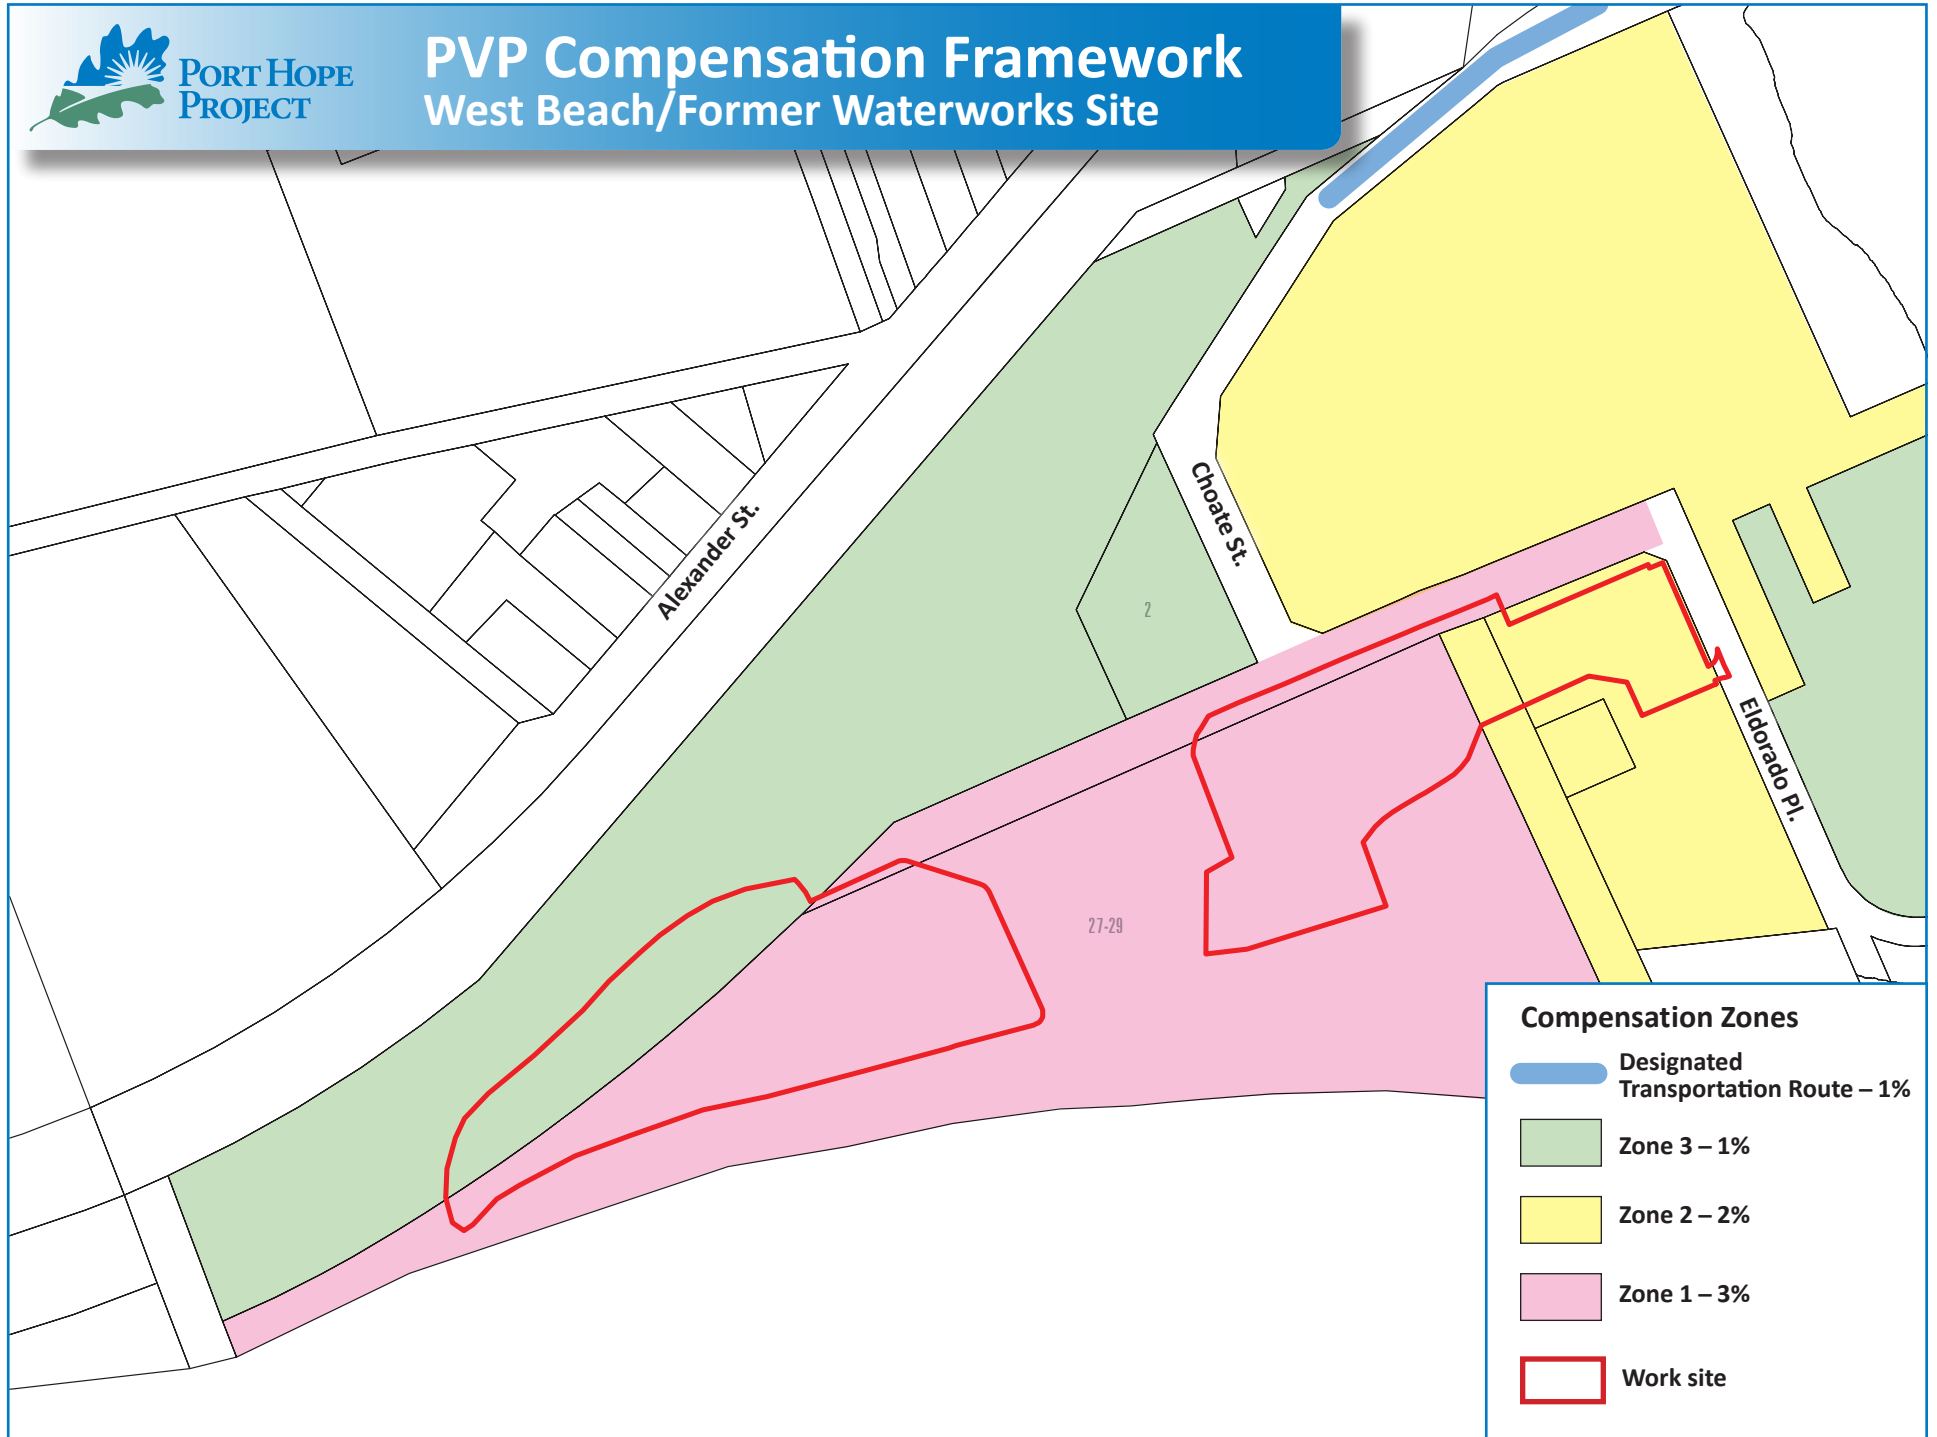 PORT HOPE
PROJECT
PVP Compensation Framework
West Beach/Former Waterworks Site
Choate St.
Alexander St.
2
Eldorado Pl.
27-29
Compensation Zones
Designated
Transportation Route – 1%
Zone 3 – 1%
Zone 2 – 2%
Zone 1 – 3%
Work site